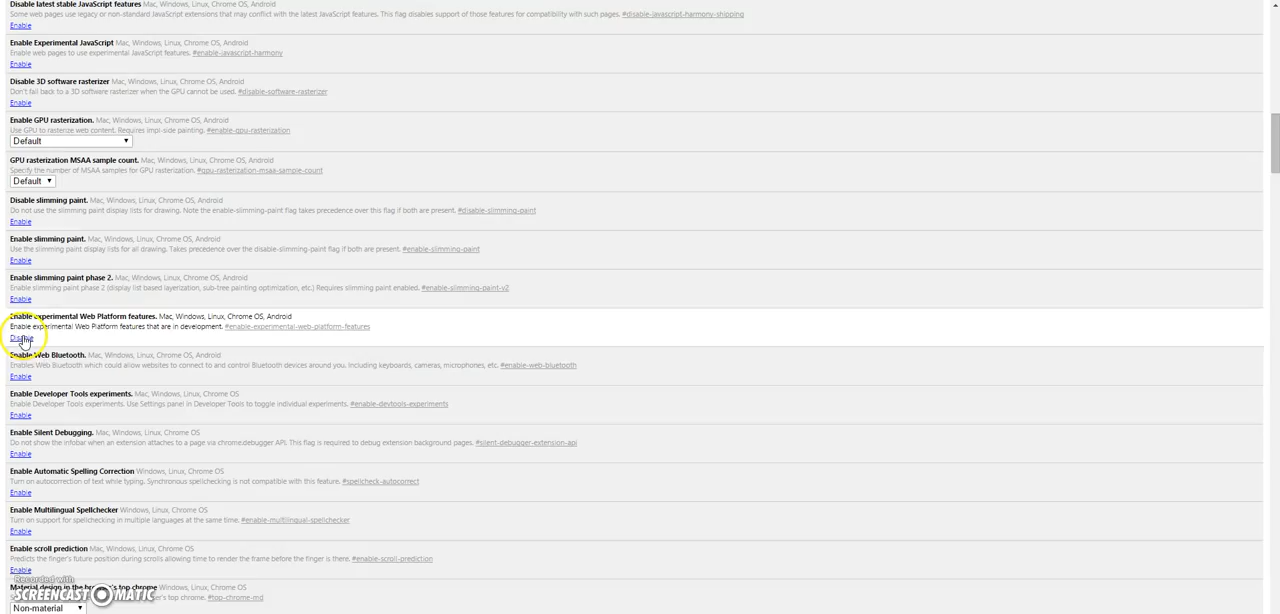 Disable latest stable JavaScript features Mac, Windows, Linux, Chrome OS, Android
Some pages use legacy or non-standard JavaScript extensions that may conflict with the latest JavaScript features. This flag disables support of those features for compatibility with such pages. #disable-javascript-harmony-shipping
Enable
Enable Experimental JavaScript Mac, Windows, Linux, Chrome OS, Android
Enable web pages to use experimental JavaScript features. #enable-javascript-harmony
Enable
Disable 3D software rasterizer Mac, Windows, Linux, Chrome OS, Android
Don't fall back to a 3D software rasterizer when the GPU cannot be used. #disable-software-rasterizer
Enable
Enable GPU rasterization. Mac, Windows, Linux, Chrome OS, Android
Use GPU to rasterize web content. Requires impl-side painting. #enable-gpu-rasterization
Default
GPU rasterization MSAA sample count. Mac, Windows, Linux, Chrome OS, Android
Specify the number of MSAA samples for GPU rasterization. #gpu-rasterization-msaa-sample-count
Default
Disable slimming paint. Mac, Windows, Linux, Chrome OS, Android
Do not use the slimming paint display lists for drawing. Note the enable-slimming-paint flag takes precedence over this flag if both are present. #disable-slimming-paint
Enable
Enable slimming paint. Mac, Windows, Linux, Chrome OS, Android
Use the slimming paint display lists for all drawing. Takes precedence over the disable-slimming-paint flag if both are present. #enable-slimming-paint
Enable
Enable slimming paint phase 2. Mac, Windows, Linux, Chrome OS, Android
Enable slimming paint phase 2 (display list based layerization, sub-tree painting optimization, etc.) Requires slimming paint enabled. #enable-slimming-paint-v2
Enable
Enable experimental Web Platform features. Mac, Windows, Linux, Chrome OS, Android
Enable experimental Web Platform features that are in development. #enable-experimental-web-platform-features
Disable
Enable Web Bluetooth. Mac, Windows, Linux, Chrome OS, Android
Enables Web Bluetooth which could allow websites to connect to and control Bluetooth devices around you. Including keyboards, cameras, microphones, etc. #enable-web-bluetooth
Enable
Enable Developer Tools experiments. Mac, Windows, Linux, Chrome OS
Enable Developer Tools experiments. Use Settings panel in Developer Tools to toggle individual experiments. #enable-devtools-experiments
Enable
Enable Silent Debugging. Mac, Windows, Linux, Chrome OS
Do not show the infobar when an extension attaches to a page via chrome.debugger API. This flag is required to debug extension background pages. #silent-debugger-extension-api
Enable
Enable Automatic Spelling Correction Windows, Linux, Chrome OS
Turn on autocorrection of text while typing. Synchronous spellchecking is not compatible with this feature. #spellcheck-autocorrect
Enable
Enable Multilingual Spellchecker Windows, Linux, Chrome OS
Turn on support for spellchecking in multiple languages at the same time. #enable-multilingual-spellchecker
Enable
Enable scroll prediction Mac, Windows, Linux, Chrome OS
Predicts the finger's future position during scrolls allowing time to render the frame before the finger is there. #enable-scroll-prediction
Enable
Recorded with
Material design in the top chrome Windows, Linux, Chrome OS
SCREENCAST MATIC top chrome. #top-chrome-md
Non-material